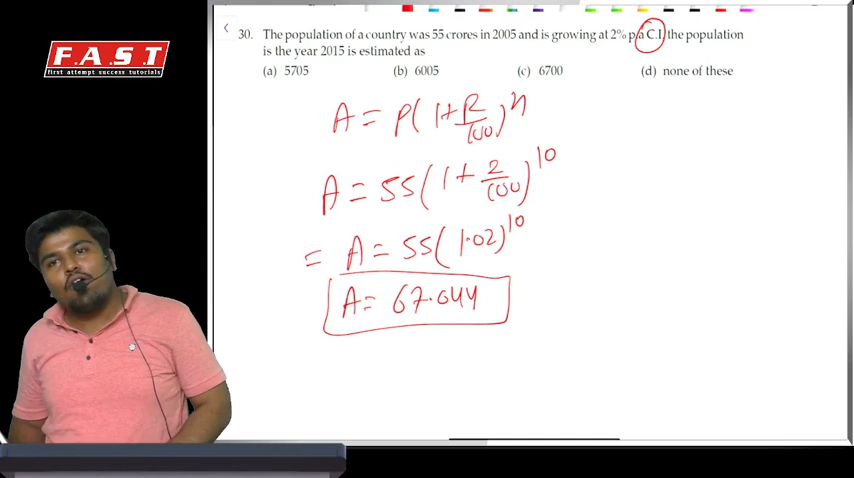 F.A.S.T
first attempt success tutorials
30. The population of a country was 55 crores in 2005 and is growing at 2% p.a C.I. the population
is the year 2015 is estimated as
(a) 5705 (b) 6005 (c) 6700 (d) none of these
A = P(1+R/100)^n
A = 55(1+2/100)^10
= A = 55(1.02)^10
A = 67.044